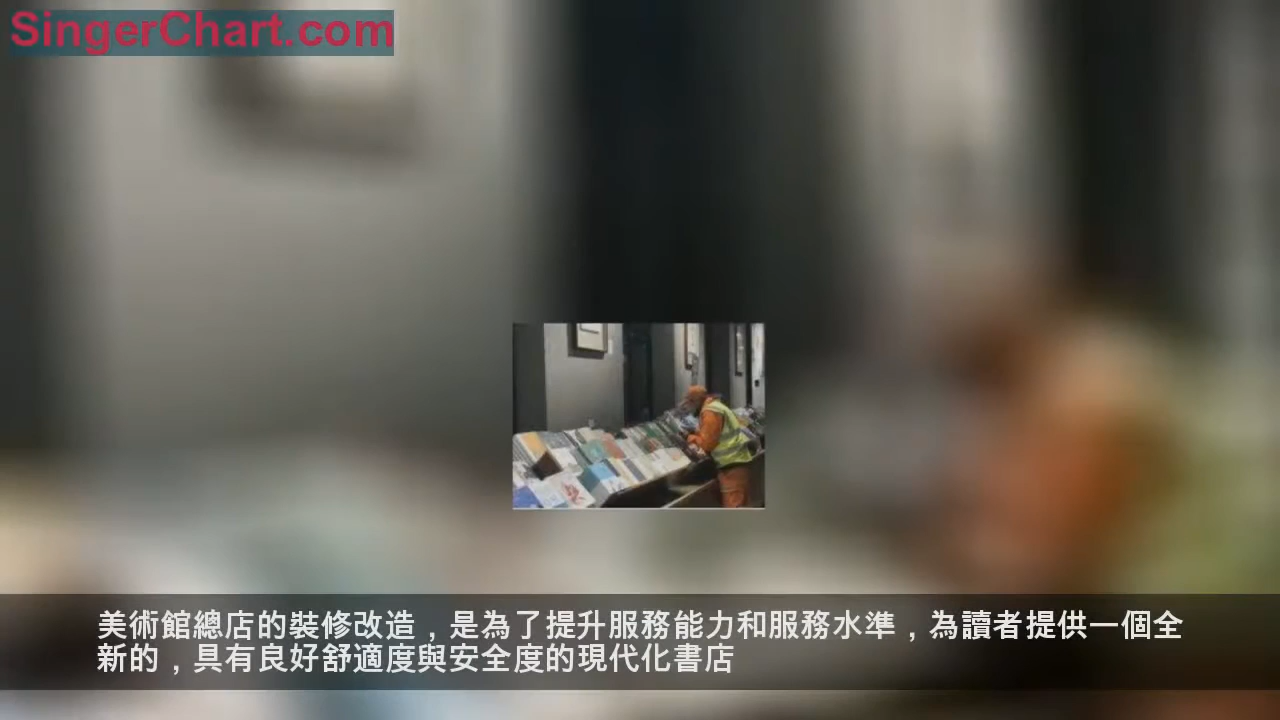 SingerChart.com
美術館總店的裝修改造，是為了提升服務能力和服務水準，為讀者提供一個全
新的，具有良好舒適度與安全度的現代化書店